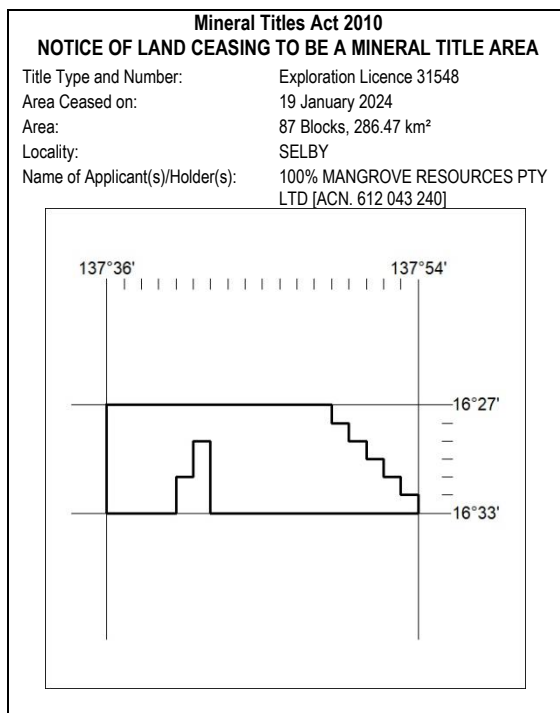 Mineral Titles Act 2010
NOTICE OF LAND CEASING TO BE A MINERAL TITLE AREA
Title Type and Number: Exploration Licence 31548
Area Ceased on: 19 January 2024
Area: 87 Blocks, 286.47 km²
Locality: SELBY
Name of Applicant(s)/Holder(s): 100% MANGROVE RESOURCES PTY
LTD [ACN. 612 043 240]
137°36' 137°54'
16°27'
16°33'